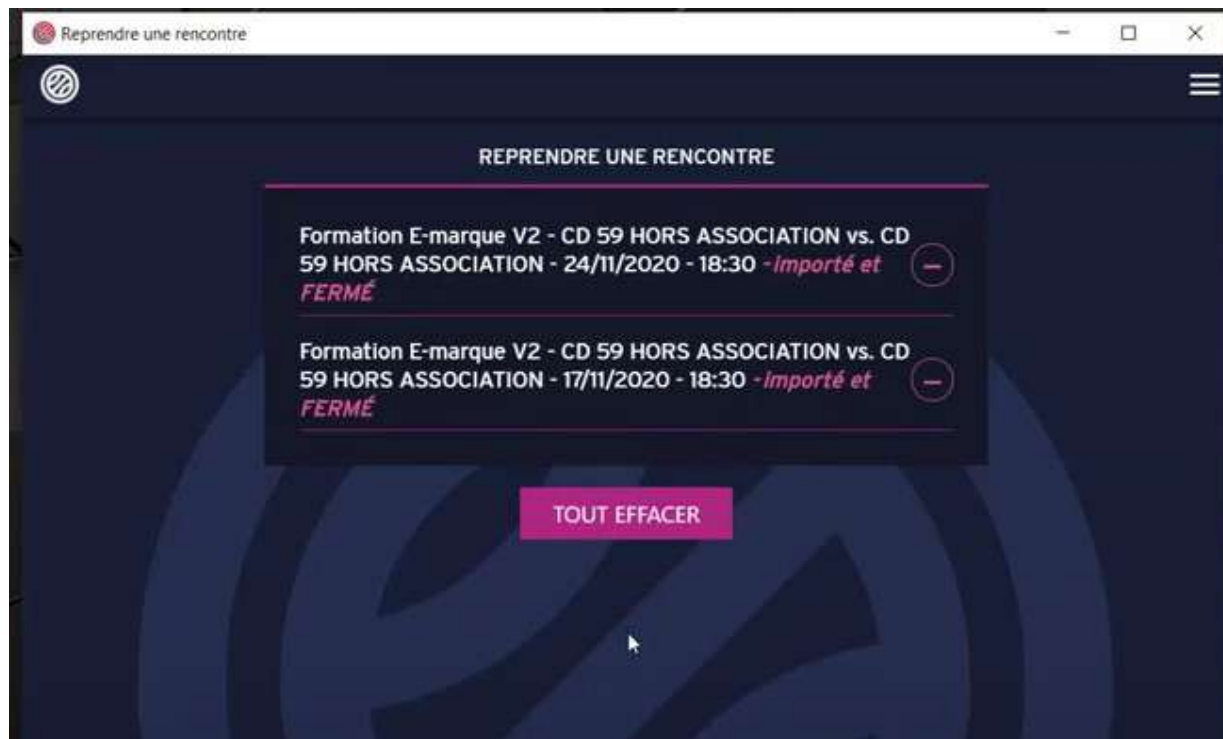 Reprendre une rencontre
REPRENDRE UNE RENCONTRE
Formation E-marque V2 - CD 59 HORS ASSOCIATION vs. CD
59 HORS ASSOCIATION - 24/11/2020 - 18:30 -importé et
FERMÉ
Formation E-marque V2 - CD 59 HORS ASSOCIATION vs. CD
59 HORS ASSOCIATION - 17/11/2020 - 18:30 -importé et
FERMÉ
TOUT EFFACER